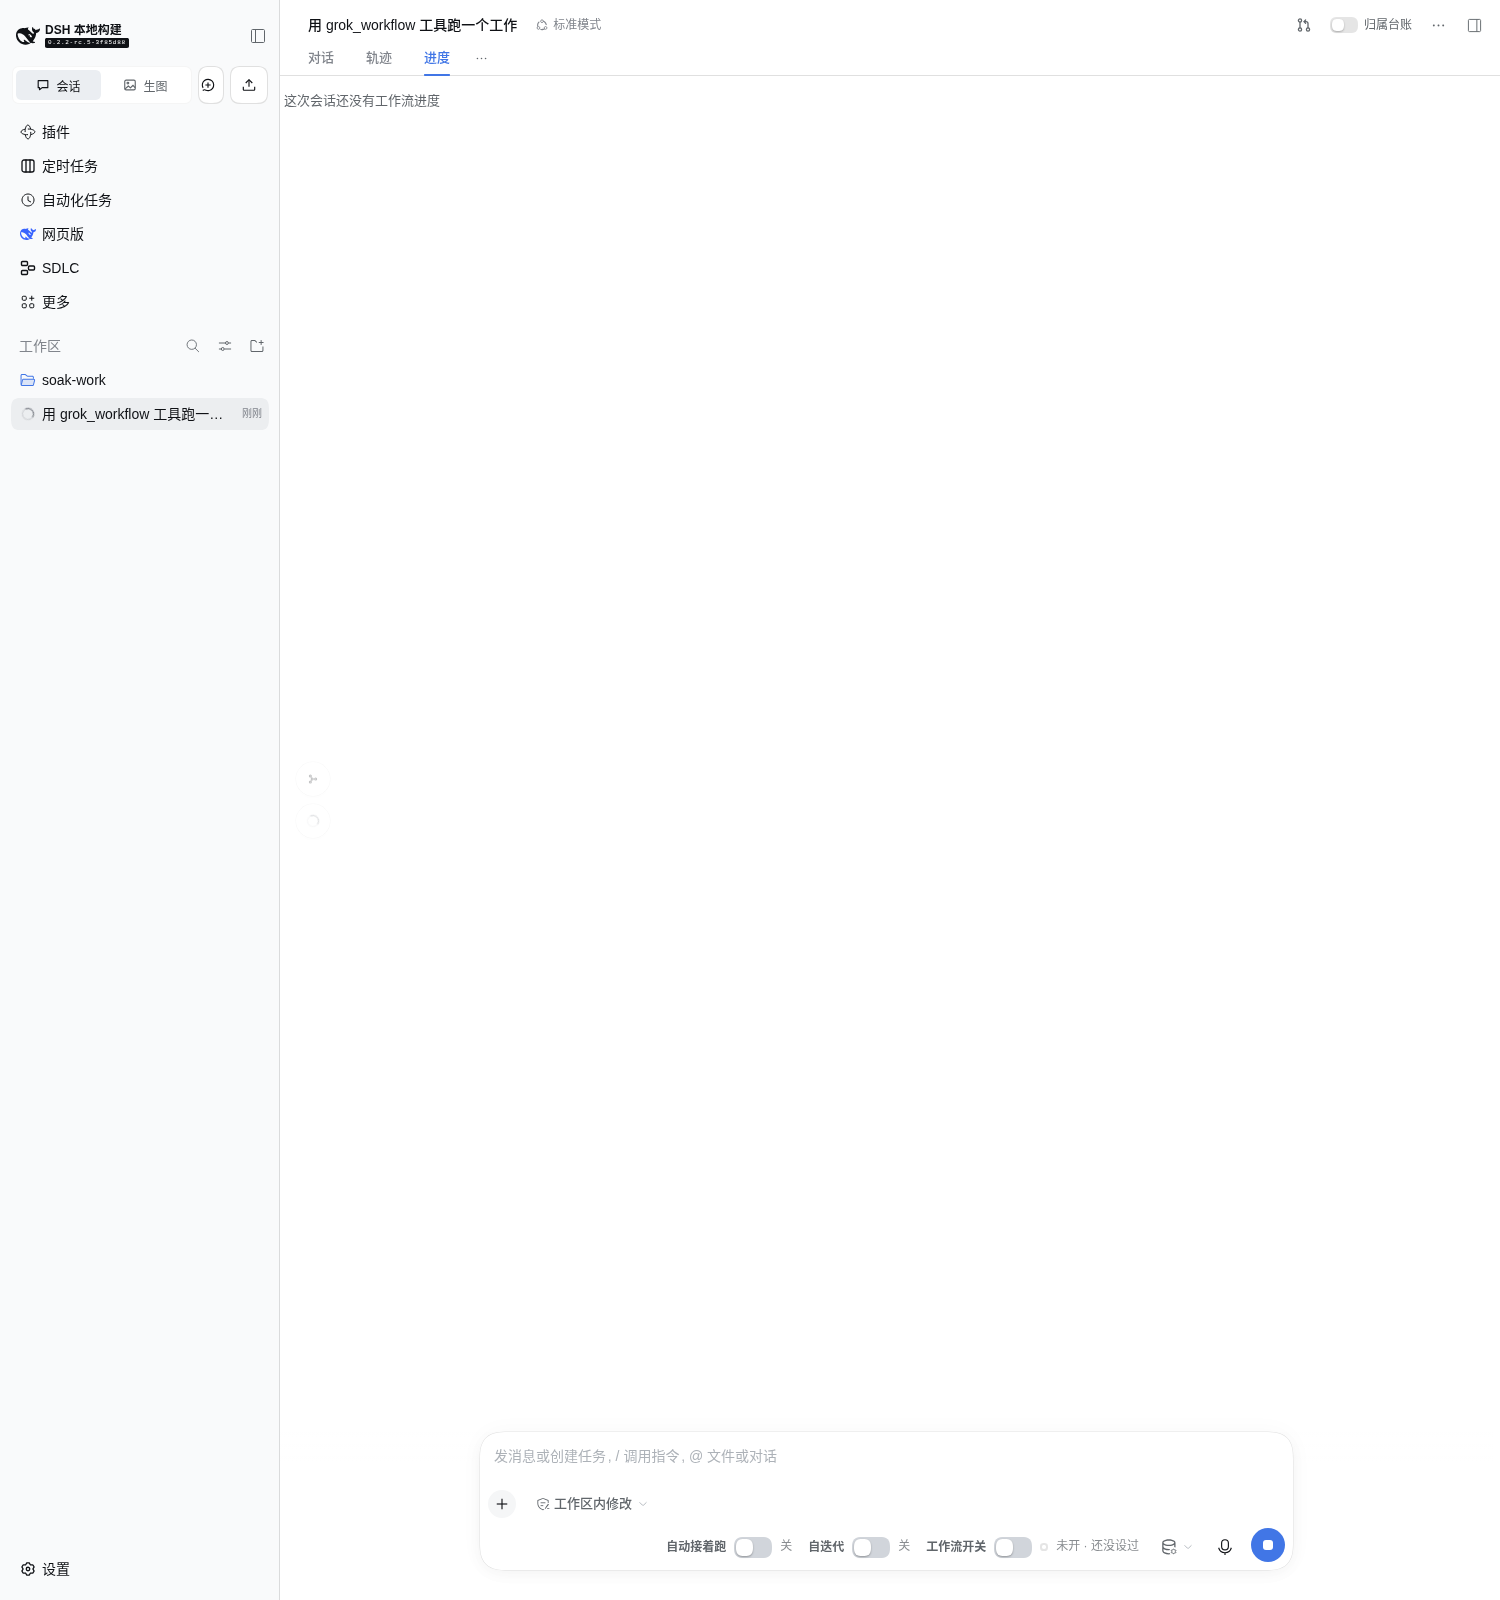 DSH 本地构建
0.2.2-rc.5-3f85d88
会话
生图
插件
定时任务
自动化任务
网页版
SDLC
更多
工作区
soak-work
用 grok_workflow 工具跑一… 刚刚
设置
用 grok_workflow 工具跑一个工作 标准模式
归属台账
对话 轨迹 进度 ···
这次会话还没有工作流进度
发消息或创建任务, / 调用指令, @ 文件或对话
工作区内修改
自动接着跑 关 自迭代 关 工作流开关 未开 · 还没设过